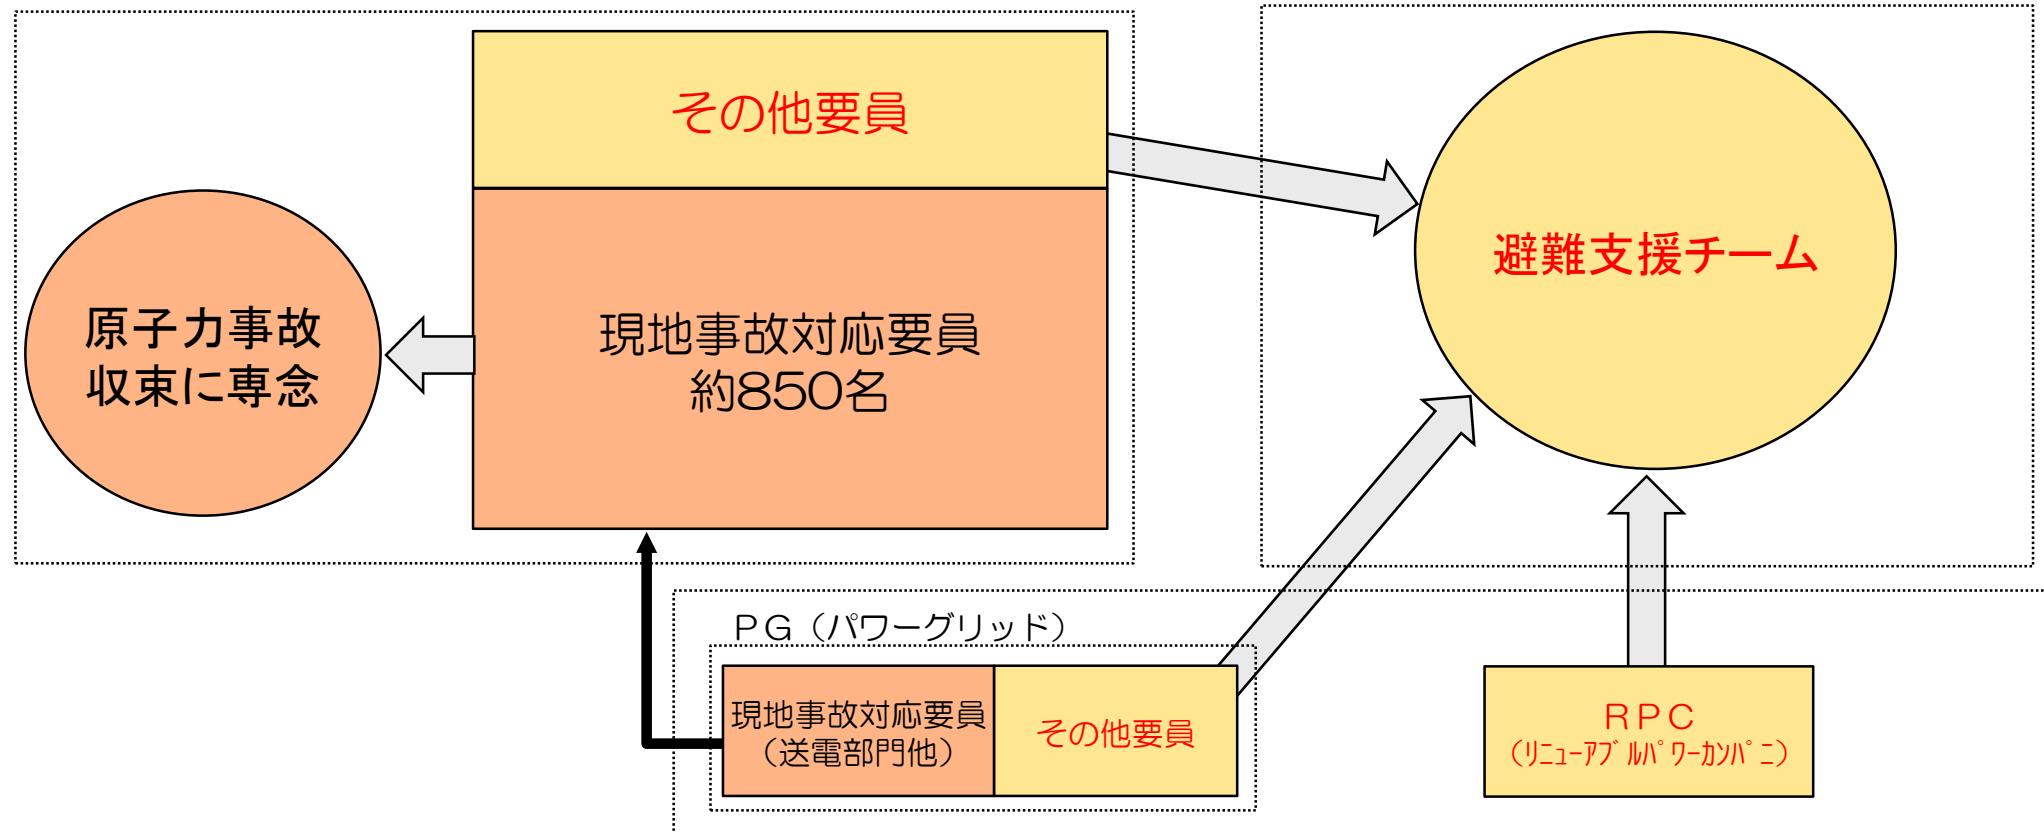 その他要員
避難支援チーム
原子力事故
収束に専念
現地事故対応要員
約850名
ＰＧ（パワーグリッド）
現地事故対応要員
（送電部門他）
その他要員
ＲＰＣ
（ﾘﾆｭｰｱﾌﾞﾙﾊﾟﾜｰｶﾝﾊﾟﾆ）